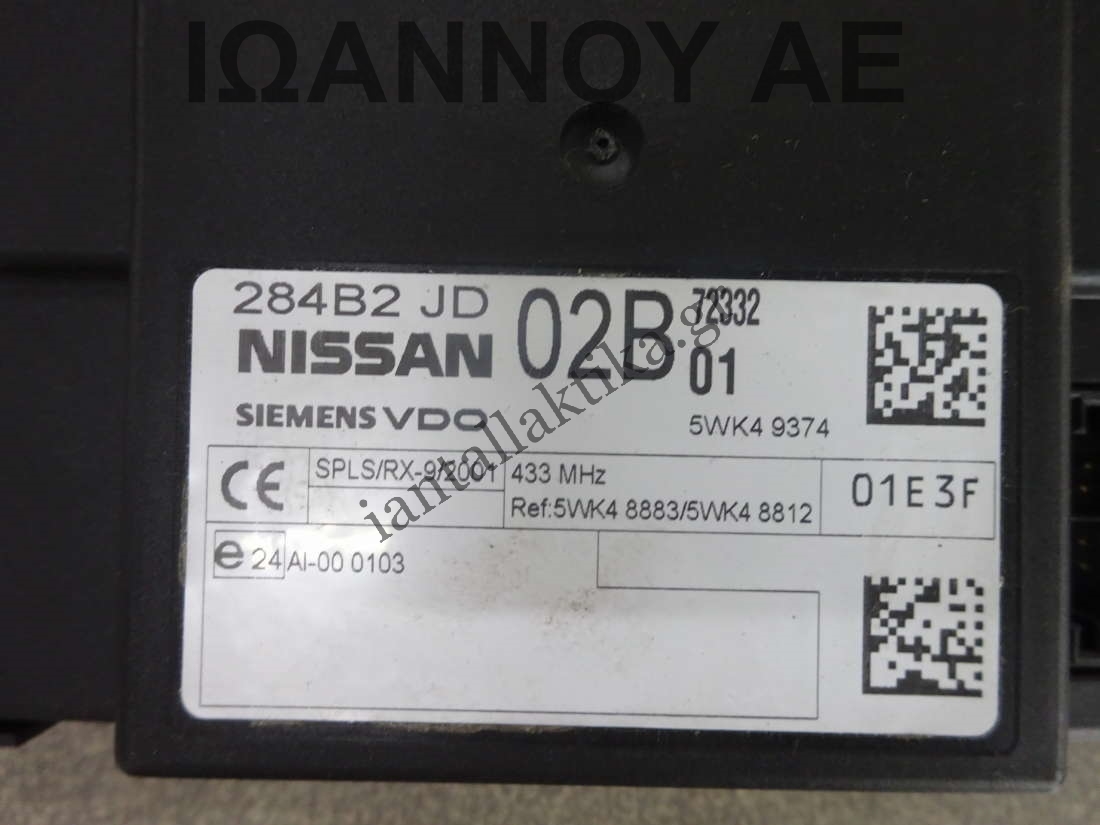 ΙΩΑΝΝΟΥ ΑΕ
284B2 JD 02B 72332
NISSAN 01
SIEMENS VDO 5WK4 9374
CE SPLS/RX-9/2001 433 MHz 01E3F
Ref:5WK4 8883/5WK4 8812
e 24 AI-00 0103
iantallaktika.gr